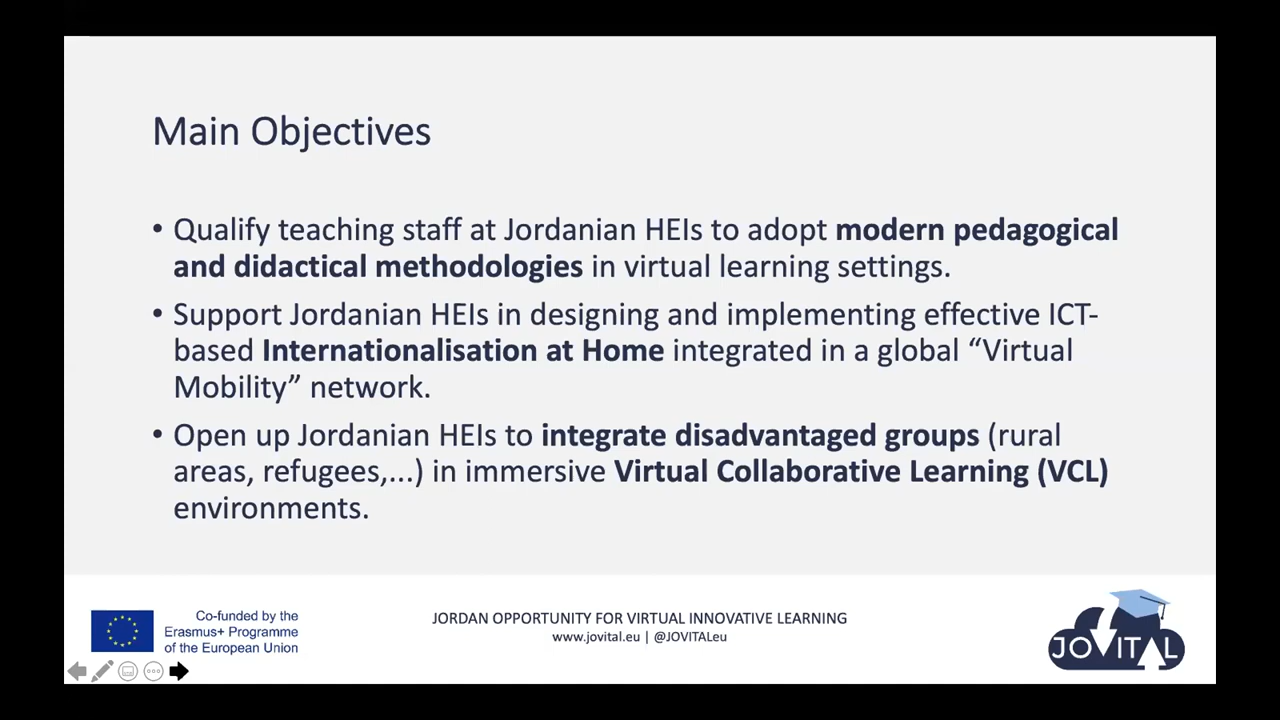 Main Objectives
• Qualify teaching staff at Jordanian HEIs to adopt modern pedagogical
and didactical methodologies in virtual learning settings.
• Support Jordanian HEIs in designing and implementing effective ICT-
based Internationalisation at Home integrated in a global “Virtual
Mobility” network.
• Open up Jordanian HEIs to integrate disadvantaged groups (rural
areas, refugees,...) in immersive Virtual Collaborative Learning (VCL)
environments.
Co-funded by the
Erasmus+ Programme
of the European Union
JORDAN OPPORTUNITY FOR VIRTUAL INNOVATIVE LEARNING
www.jovital.eu | @JOVITALeu
JOVITAL